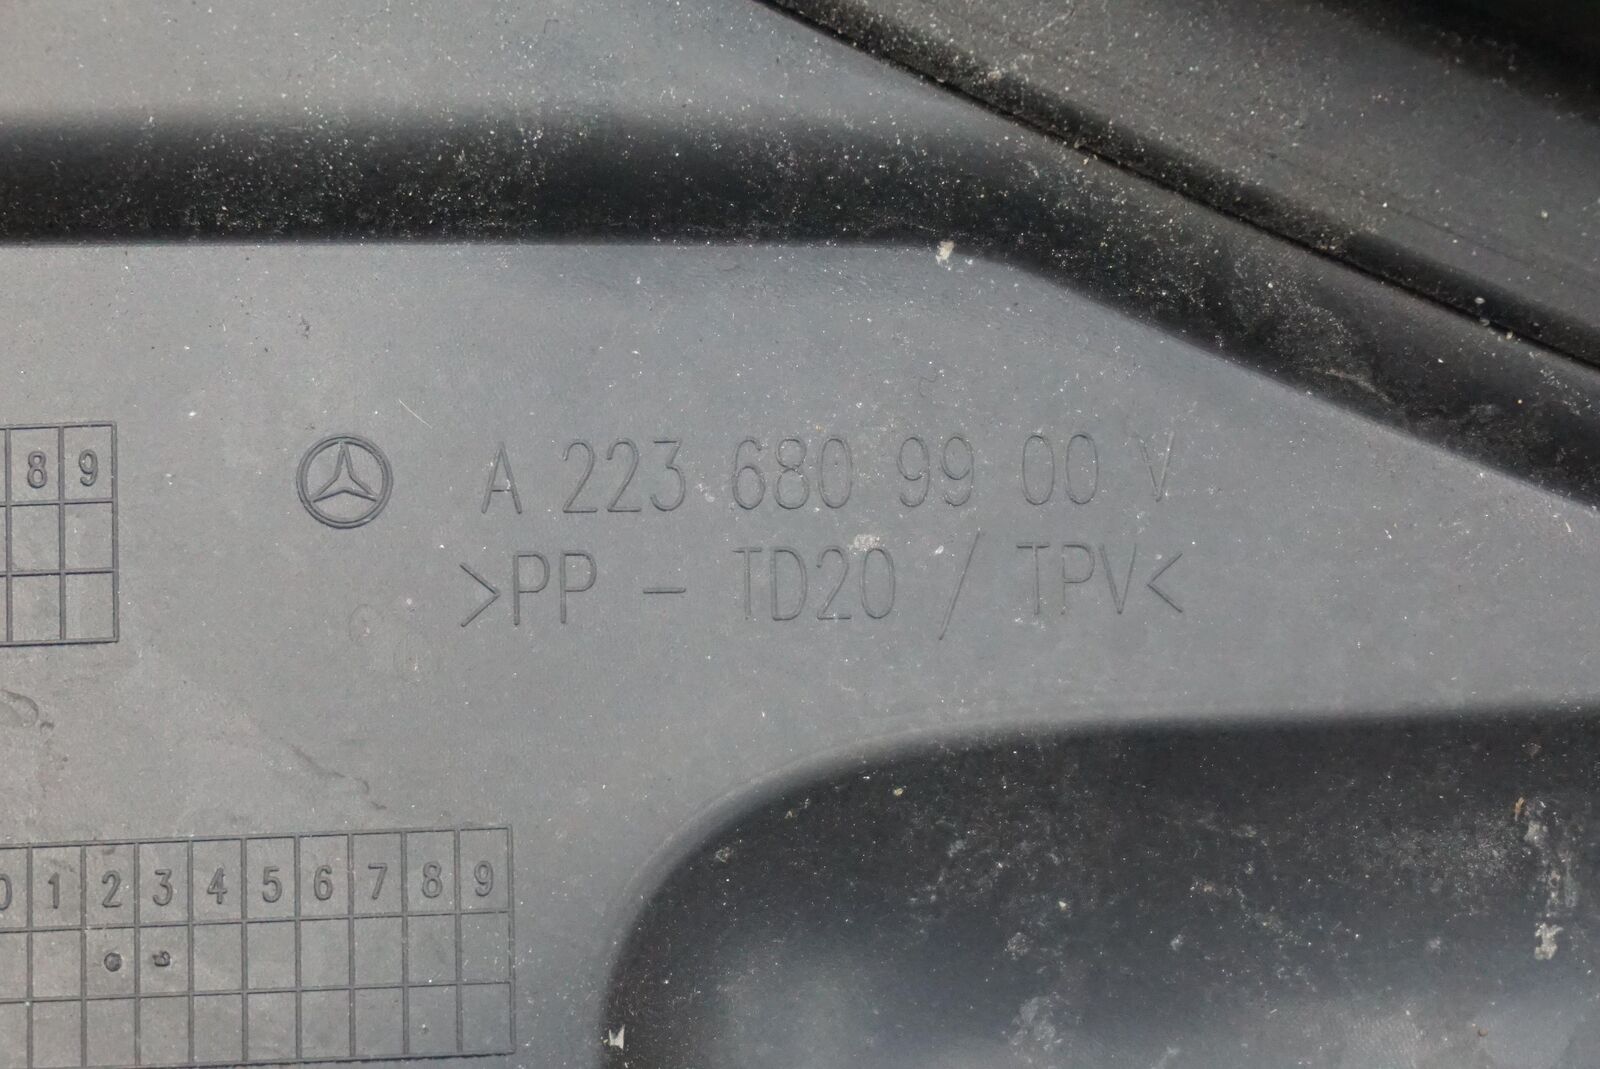 8 9
A 223 680 99 00 V
>PP - TD20 / TPV<
0 1 2 3 4 5 6 7 8 9